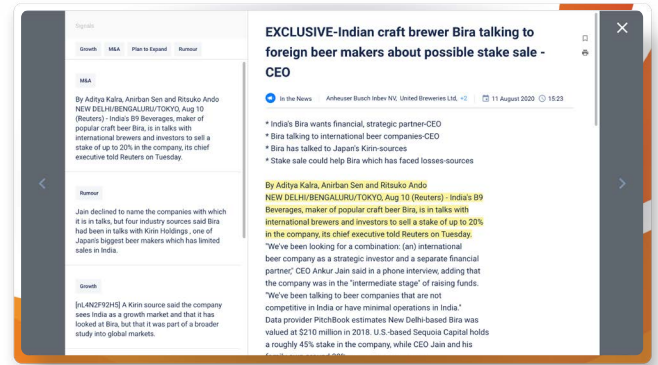 Signals
Growth M&A Plan to Expand Rumour
M&A
By Aditya Kalra, Anirban Sen and Ritsuko Ando
NEW DELHI/BENGALURU/TOKYO, Aug 10
(Reuters) - India's B9 Beverages, maker of
popular craft beer Bira, is in talks with
international brewers and investors to sell a
stake of up to 20% in the company, its chief
executive told Reuters on Tuesday.
Rumour
Jain declined to name the companies with which
it is in talks, but four industry sources said Bira
had been in talks with Kirin Holdings , one of
Japan's biggest beer makers which has limited
sales in India.
Growth
[nL4N2F92H5] A Kirin source said the company
sees India as a growth market and that it has
looked at Bira, but that it was part of a broader
study into global markets.
EXCLUSIVE-Indian craft brewer Bira talking to
foreign beer makers about possible stake sale -
CEO
In the News Anheuser Busch Inbev NV, United Breweries Ltd, +2 11 August 2020 15:23
* India's Bira wants financial, strategic partner-CEO
* Bira talking to international beer companies-CEO
* Bira has talked to Japan's Kirin-sources
* Stake sale could help Bira which has faced losses-sources
By Aditya Kalra, Anirban Sen and Ritsuko Ando
NEW DELHI/BENGALURU/TOKYO, Aug 10 (Reuters) - India's B9
Beverages, maker of popular craft beer Bira, is in talks with
international brewers and investors to sell a stake of up to 20%
in the company, its chief executive told Reuters on Tuesday.
"We've been looking for a combination: (an) international
beer company as a strategic investor and a separate financial
partner," CEO Ankur Jain said in a phone interview, adding that
the company was in the "intermediate stage" of raising funds.
"We've been talking to beer companies that are not
competitive in India or have minimal operations in India."
Data provider PitchBook estimates New Delhi-based Bira was
valued at $210 million in 2018. U.S.-based Sequoia Capital holds
a roughly 45% stake in the company, while CEO Jain and his